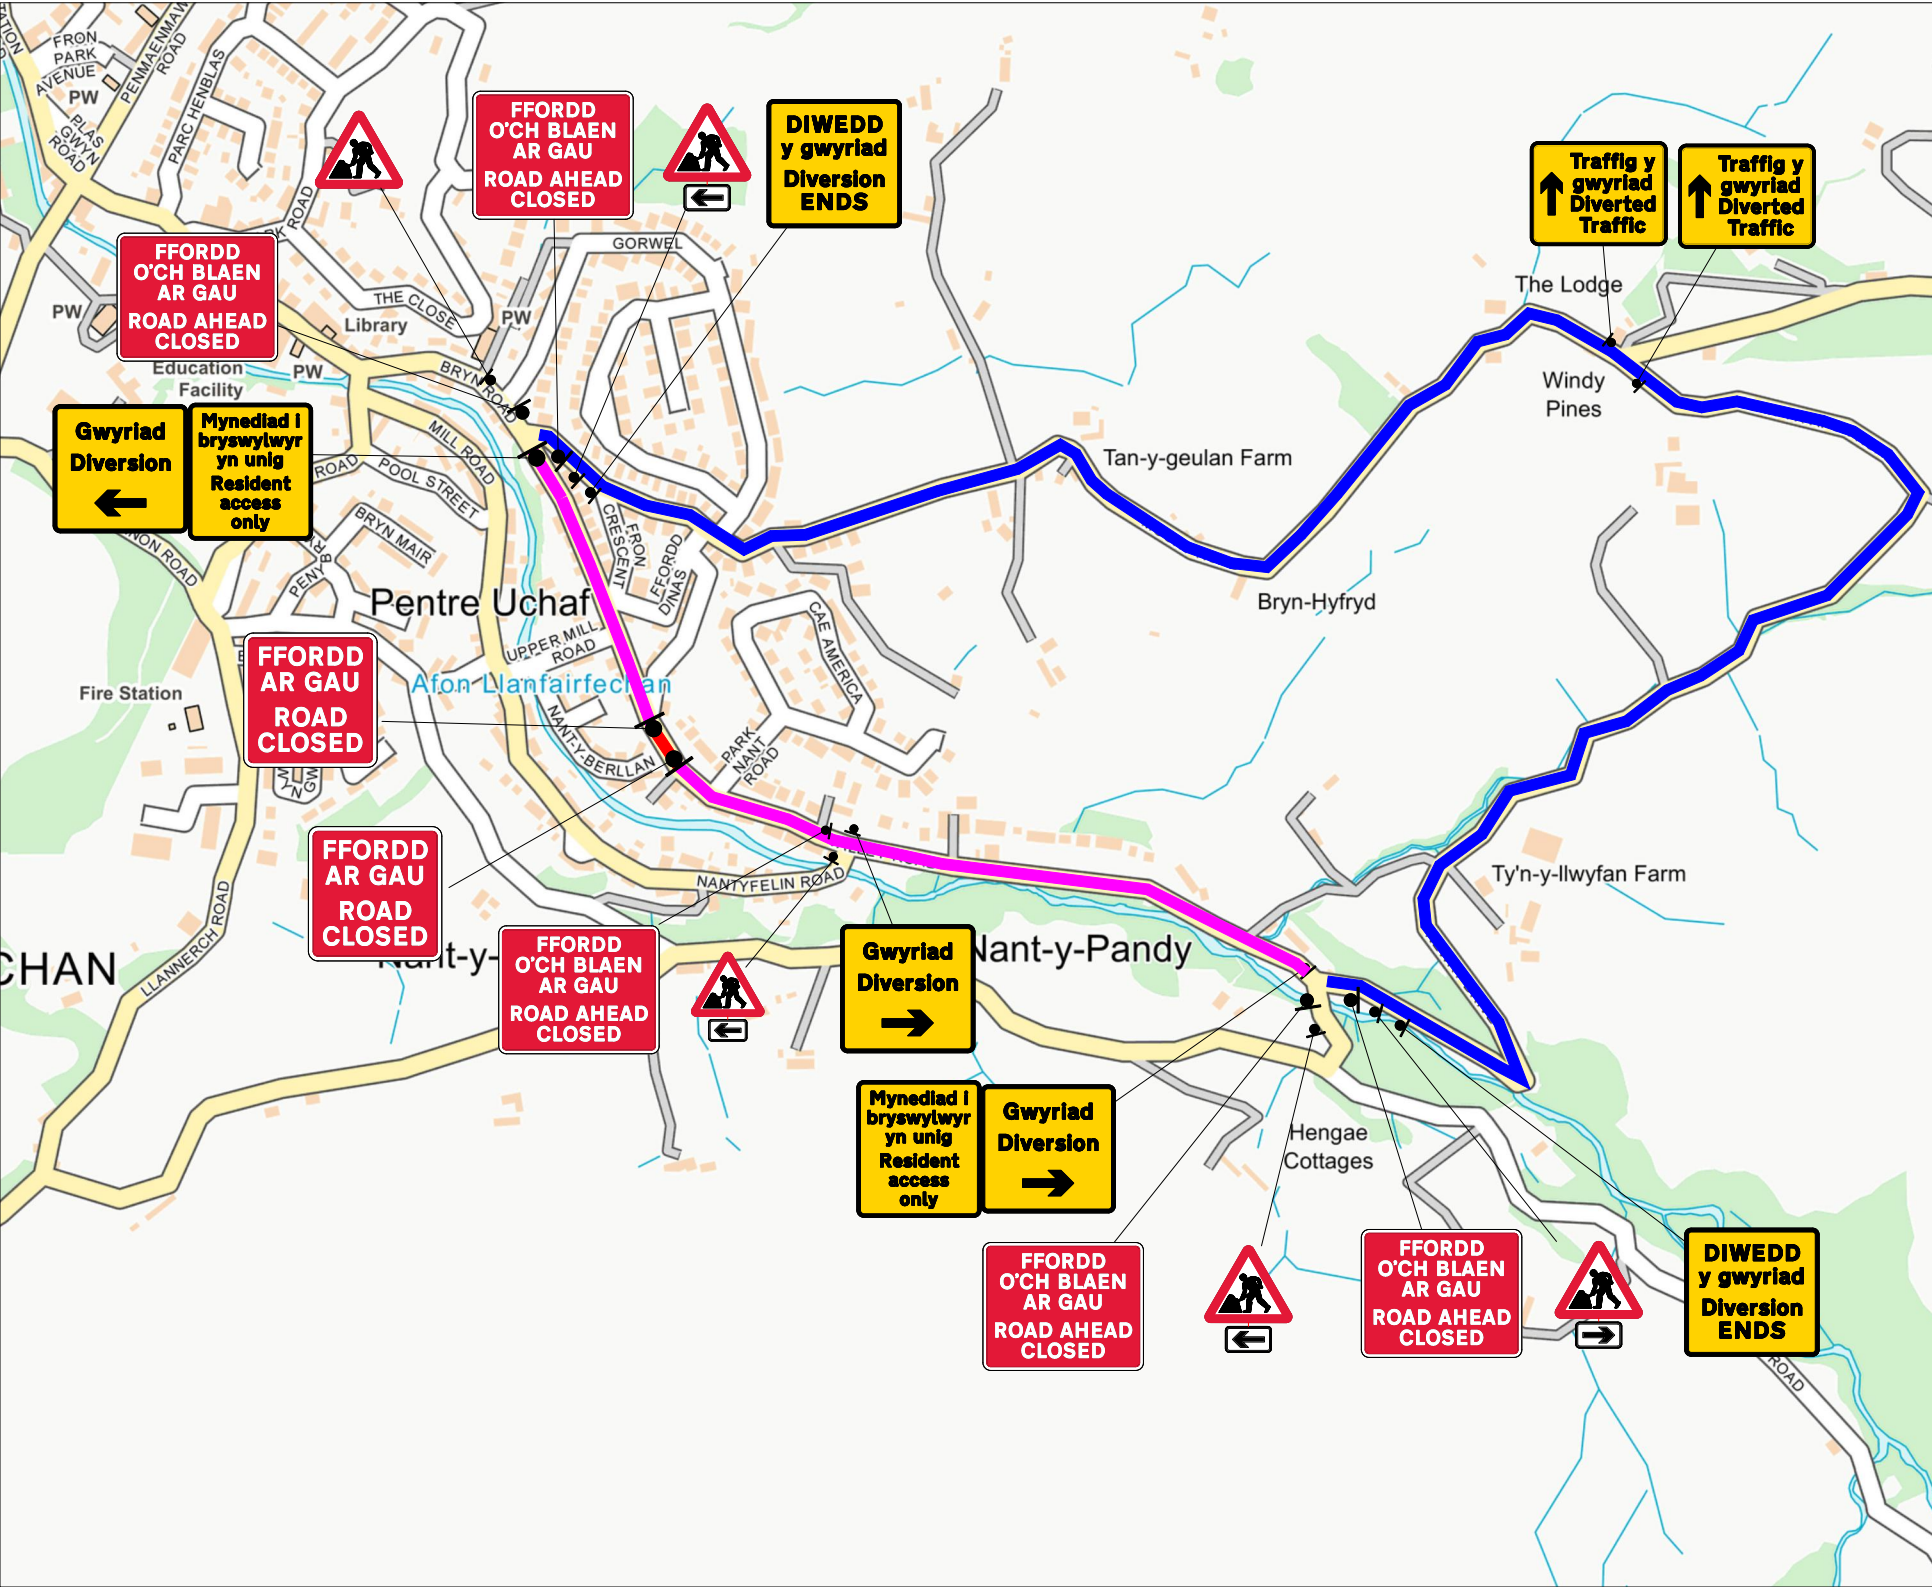 FRON
PARK
AVENUE
PW
PENMAENMAW
ROAD
PARC HENBLAS
PLAS
GWYN
ROAD
FFORDD
O'CH BLAEN
AR GAU
ROAD AHEAD
CLOSED
DIWEDD
y gwyriad
Diversion
ENDS
Traffig y
gwyriad
Diverted
Traffic
Traffig y
gwyriad
Diverted
Traffic
ROAD
GORWEL
FFORDD
O'CH BLAEN
AR GAU
ROAD AHEAD
CLOSED
The Lodge
PW
THE CLOSE
Library
PW
Education
Facility
PW
BRYN ROAD
Windy
Pines
Gwyriad
Diversion
Mynediad i
bryswylwyr
yn unig
Resident
access
only
ROAD
MILL ROAD
POOL STREET
BRYN MAIR
Tan-y-geulan Farm
NON ROAD
PENYB
FRON
CRESCENT
FFORDD
DINAS
Pentre Uchaf
Bryn-Hyfryd
CAE AMERICA
UPPER MILL
ROAD
Afon Llanfairfechan
FFORDD
AR GAU
ROAD
CLOSED
Fire Station
NANT-Y-BERLLAN
PARK
NANT
ROAD
FFORDD
AR GAU
ROAD
CLOSED
NANTYFELIN ROAD
Ty'n-y-llwyfan Farm
LLANNERCH ROAD
CHAN
Nant-y-
FFORDD
O'CH BLAEN
AR GAU
ROAD AHEAD
CLOSED
Gwyriad
Diversion
Nant-y-Pandy
Mynediad i
bryswylwyr
yn unig
Resident
access
only
Gwyriad
Diversion
Hengae
Cottages
FFORDD
O'CH BLAEN
AR GAU
ROAD AHEAD
CLOSED
FFORDD
O'CH BLAEN
AR GAU
ROAD AHEAD
CLOSED
DIWEDD
y gwyriad
Diversion
ENDS
ROAD